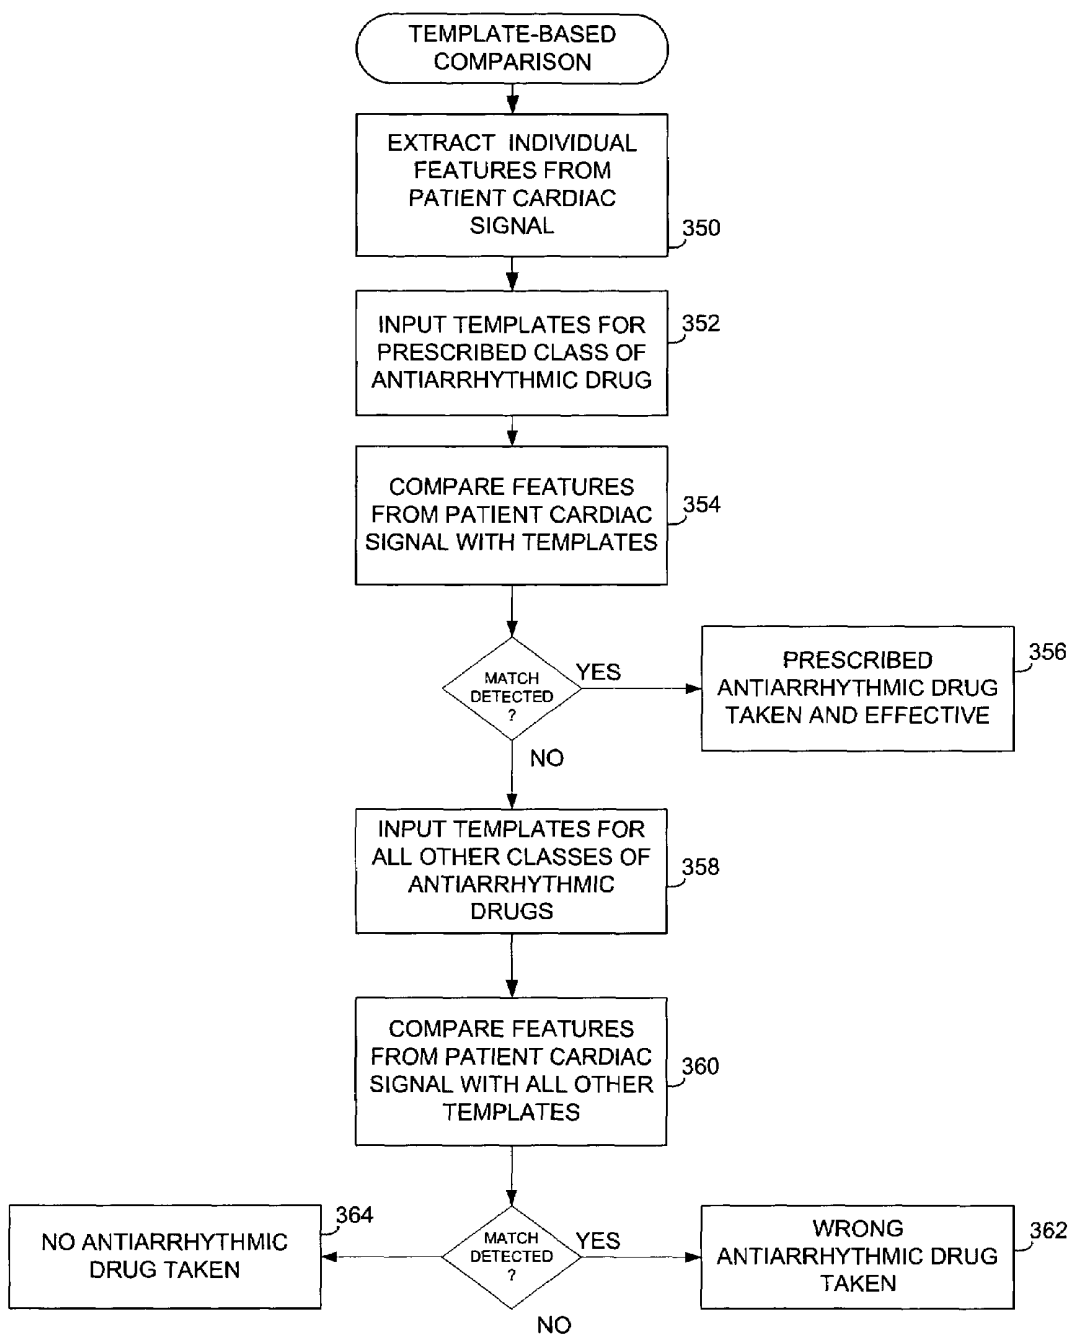 TEMPLATE-BASED
COMPARISON
EXTRACT INDIVIDUAL
FEATURES FROM
PATIENT CARDIAC
SIGNAL
350
INPUT TEMPLATES FOR
PRESCRIBED CLASS OF
ANTIARRHYTHMIC DRUG
352
COMPARE FEATURES
FROM PATIENT CARDIAC
SIGNAL WITH TEMPLATES
354
MATCH
DETECTED
?
YES
PRESCRIBED
ANTIARRHYTHMIC DRUG
TAKEN AND EFFECTIVE
356
NO
INPUT TEMPLATES FOR
ALL OTHER CLASSES OF
ANTIARRHYTHMIC
DRUGS
358
COMPARE FEATURES
FROM PATIENT CARDIAC
SIGNAL WITH ALL OTHER
TEMPLATES
360
NO ANTIARRHYTHMIC
DRUG TAKEN
364
MATCH
DETECTED
?
YES
WRONG
ANTIARRHYTHMIC DRUG
TAKEN
362
NO